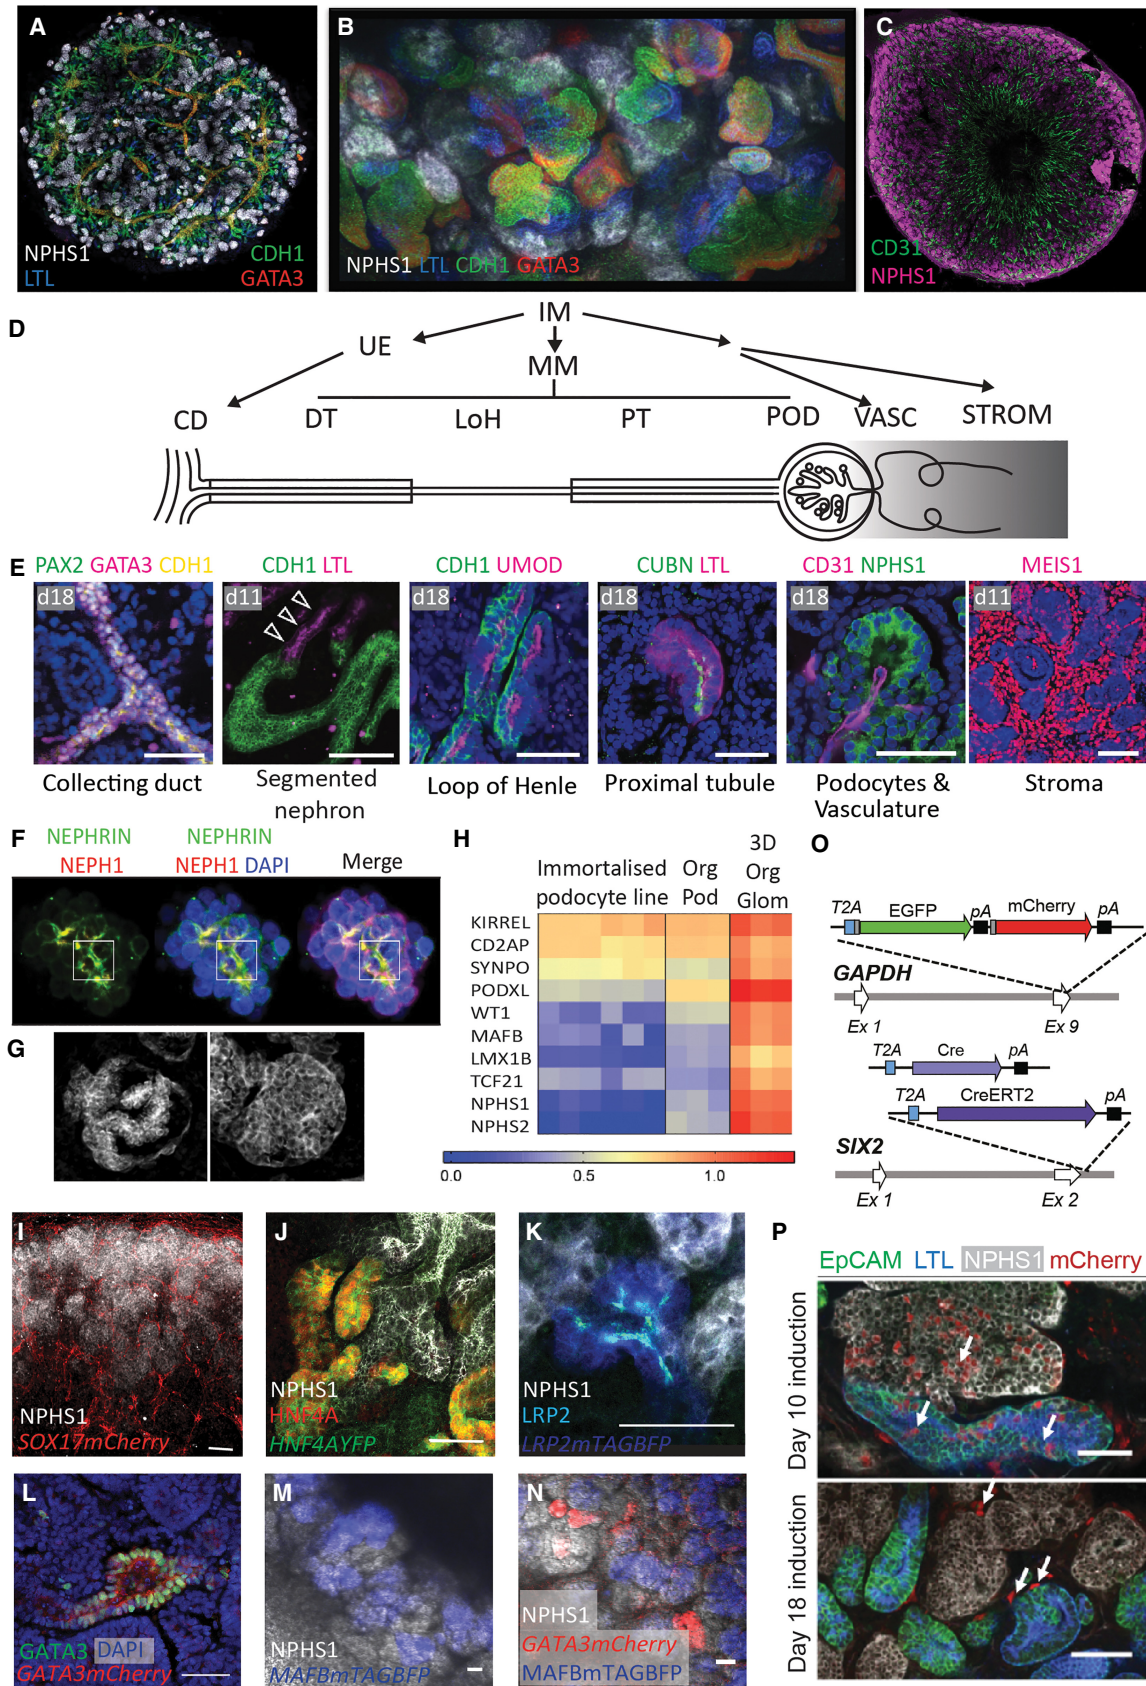 A
NPHS1
LTL
CDH1
GATA3
B
NPHS1 LTL CDH1 GATA3
C
CD31
NPHS1
D
IM
UE
MM
CD
DT
LoH
PT
POD
VASC
STROM
E
PAX2 GATA3 CDH1
CDH1 LTL
CDH1 UMOD
CUBN LTL
CD31 NPHS1
MEIS1
d18
d11
d18
d18
d18
d11
Collecting duct
Segmented
nephron
Loop of Henle
Proximal tubule
Podocytes &
Vasculature
Stroma
F
NEPHRIN
NEPH1
NEPHRIN
NEPH1 DAPI
Merge
G
H
Immortalised
podocyte line
Org
Pod
3D
Org
Glom
KIRREL
CD2AP
SYNPO
PODXL
WT1
MAFB
LMX1B
TCF21
NPHS1
NPHS2
0.0
0.5
1.0
O
T2A
EGFP
pA
mCherry
pA
GAPDH
Ex 1
Ex 9
T2A
Cre
pA
T2A
CreERT2
pA
SIX2
Ex 1
Ex 2
I
NPHS1
SOX17mCherry
J
NPHS1
HNF4A
HNF4AYFP
K
NPHS1
LRP2
LRP2mTAGBFP
L
GATA3 DAPI
GATA3mCherry
M
NPHS1
MAFBmTAGBFP
N
NPHS1
GATA3mCherry
MAFBmTAGBFP
P
EpCAM LTL NPHS1 mCherry
Day 10 induction
Day 18 induction